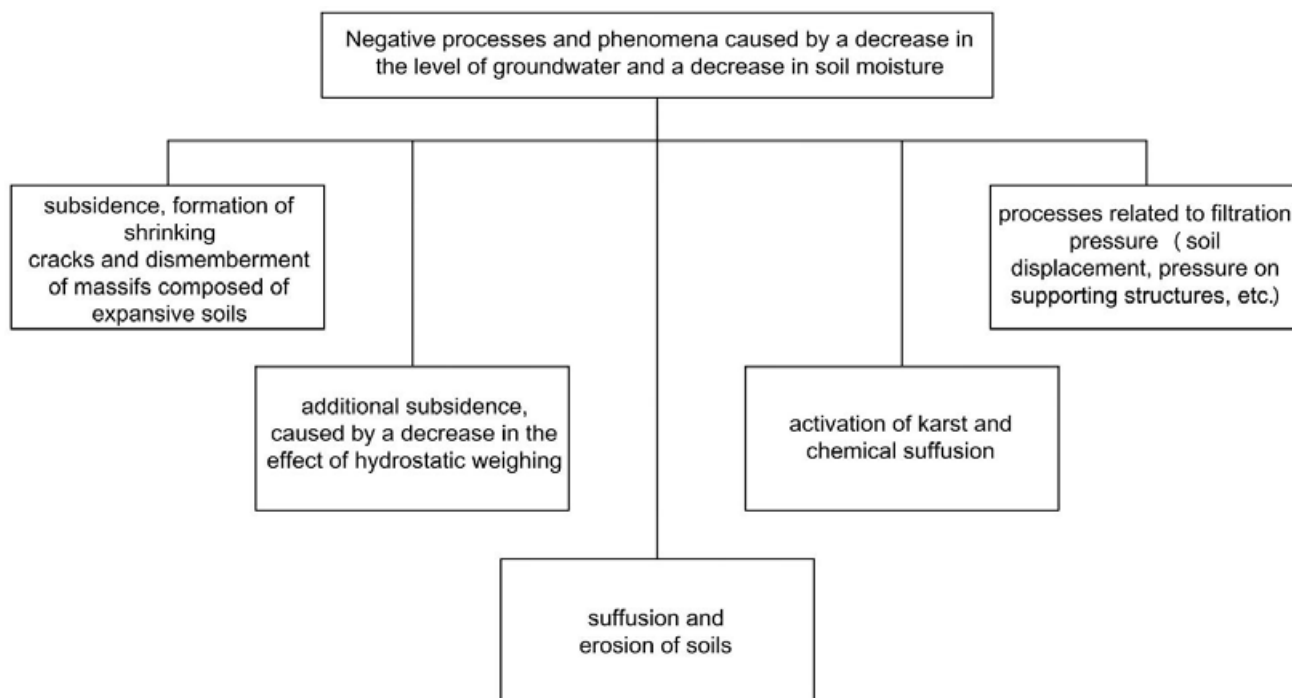 Negative processes and phenomena caused by a decrease in
the level of groundwater and a decrease in soil moisture
subsidence, formation of
shrinking
cracks and dismemberment
of massifs composed of
expansive soils
additional subsidence,
caused by a decrease in the
effect of hydrostatic weighing
suffusion and
erosion of soils
activation of karst and
chemical suffusion
processes related to filtration
pressure ( soil
displacement, pressure on
supporting structures, etc.)